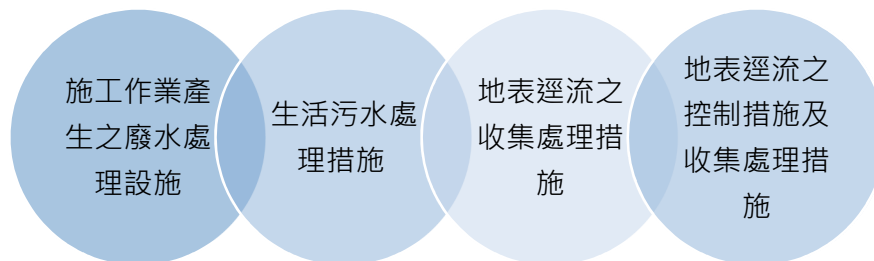 施工作業產
生之廢水處
理設施
生活污水處
理措施
地表逕流之
收集處理措
施
地表逕流之
控制措施及
收集處理措
施